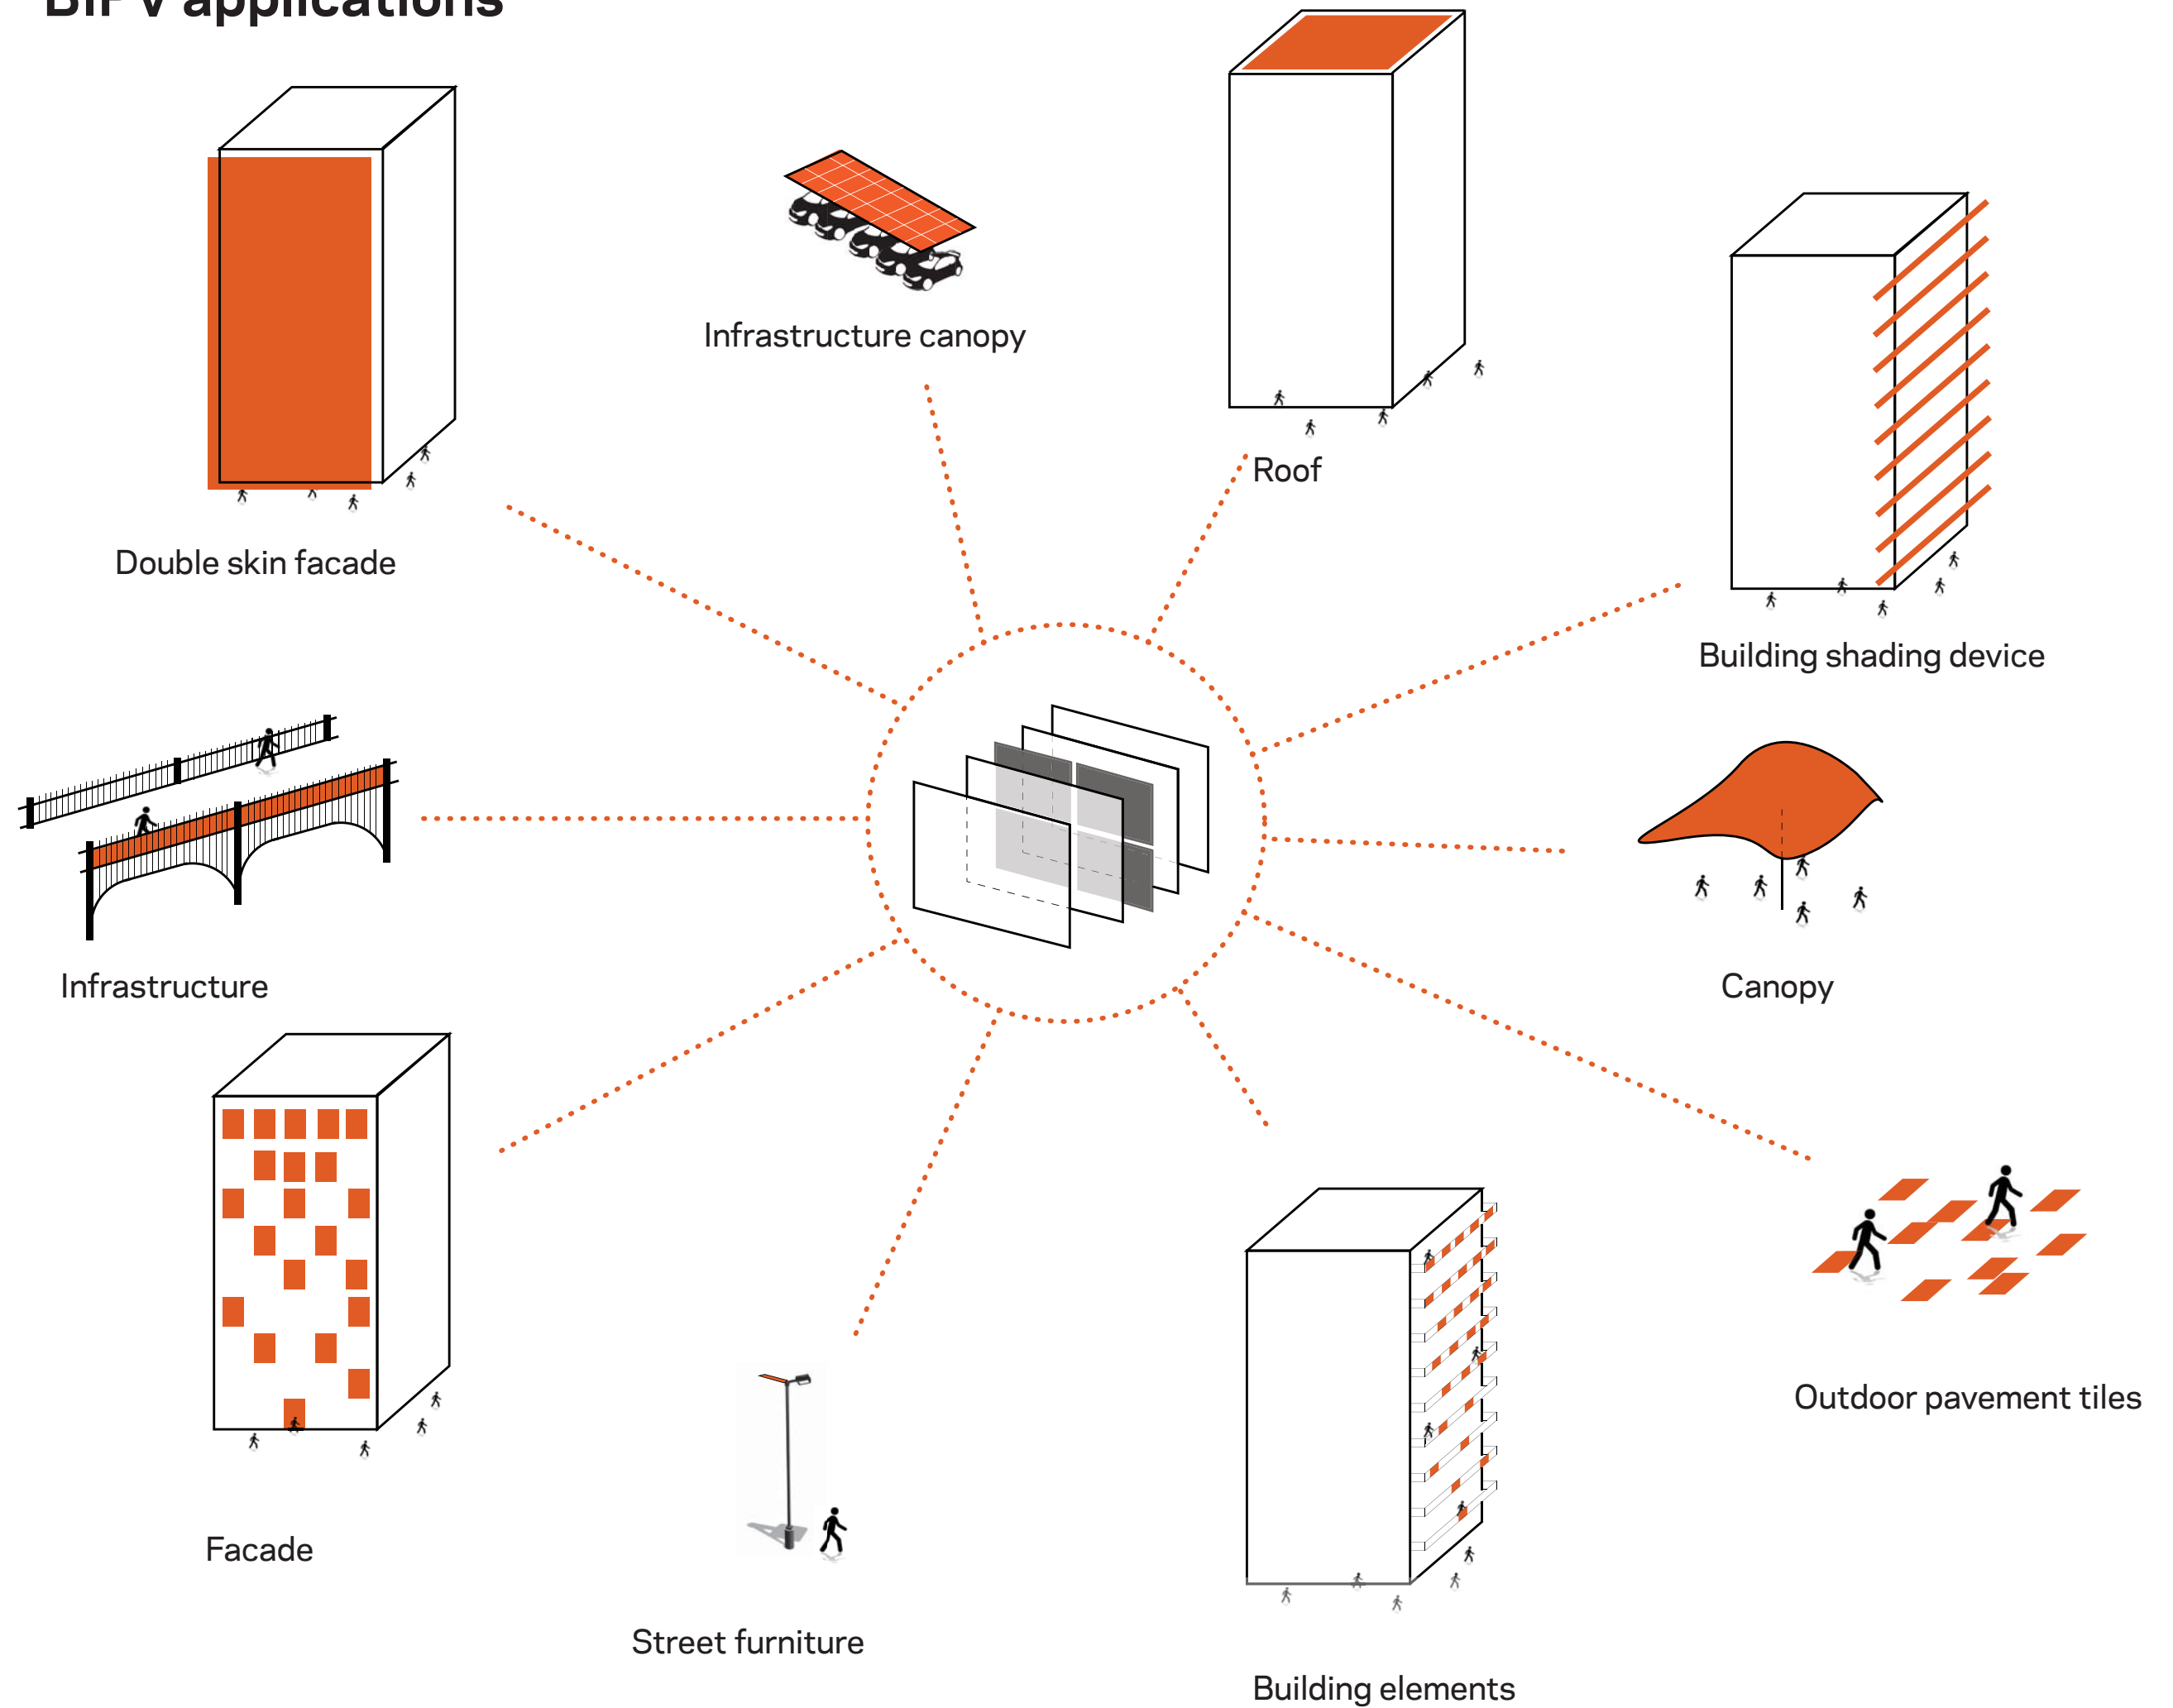 BIPV applications
Infrastructure canopy
Roof
Double skin facade
Building shading device
Infrastructure
Canopy
Outdoor pavement tiles
Facade
Street furniture
Building elements